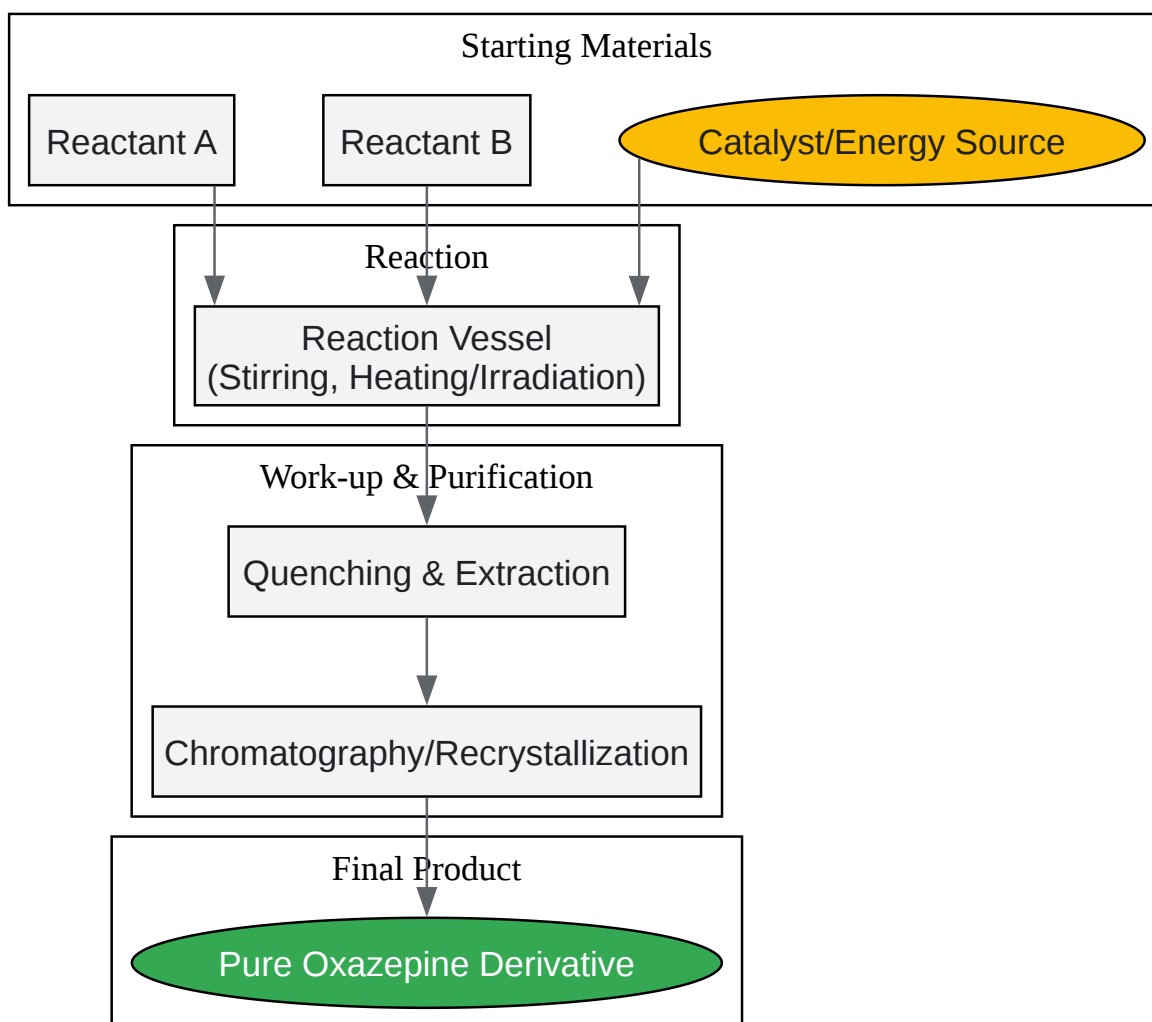 Starting Materials
Reactant A
Reactant B
Catalyst/Energy Source
Reaction
Reaction Vessel
(Stirring, Heating/Irradiation)
Work-up & Purification
Quenching & Extraction
Chromatography/Recrystallization
Final Product
Pure Oxazepine Derivative